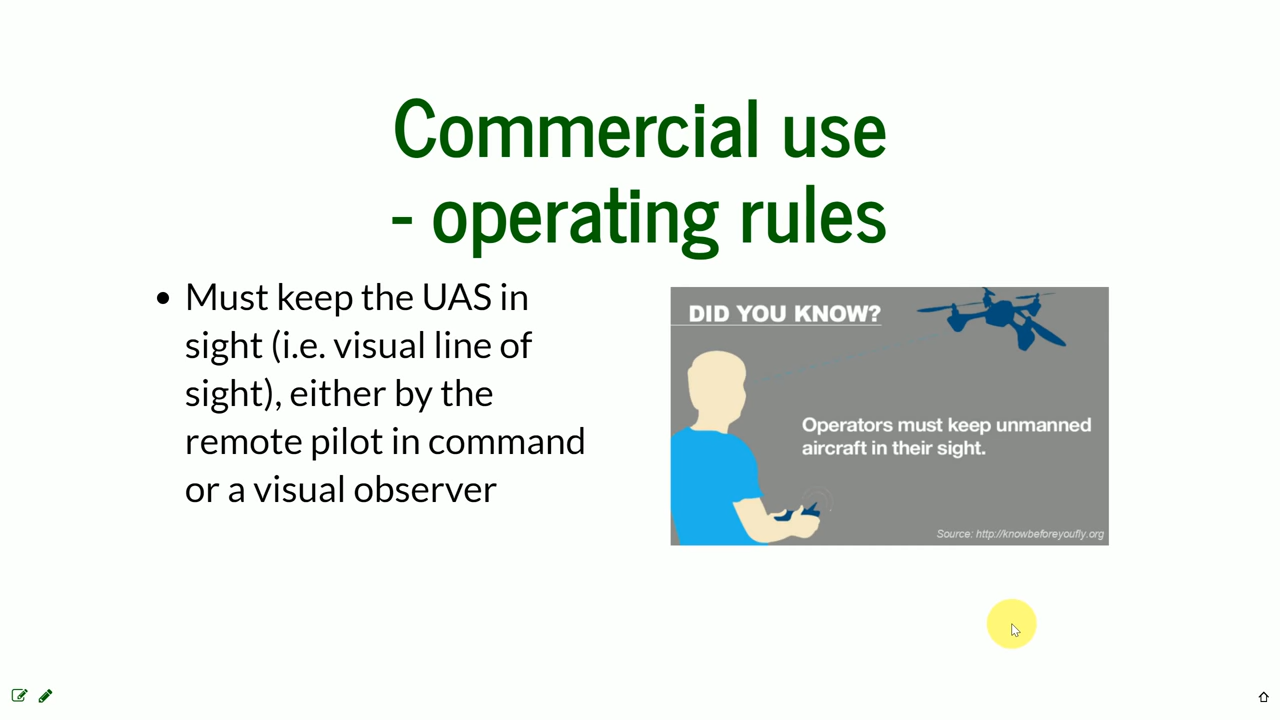 Commercial use
- operating rules
• Must keep the UAS in
sight (i.e. visual line of
sight), either by the
remote pilot in command
or a visual observer
DID YOU KNOW?
Operators must keep unmanned
aircraft in their sight.
Source: http://knowbeforeyoufly.org